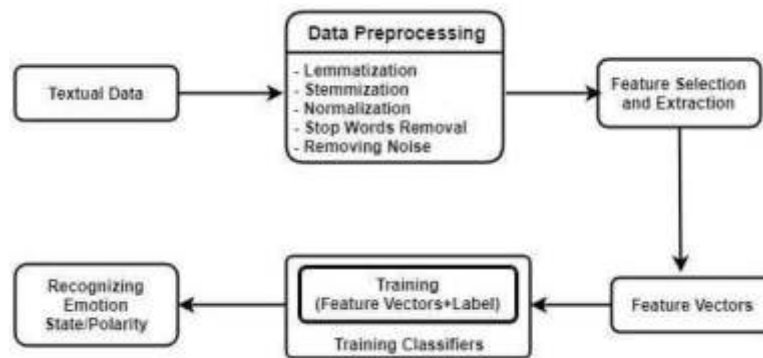 Data Preprocessing
Textual Data
- Lemmatization
- Stemmization
- Normalization
- Stop Words Removal
- Removing Noise
Feature Selection
and Extraction
Recognizing
Emotion
State/Polarity
Training
(Feature Vectors+Label)
Training Classifiers
Feature Vectors